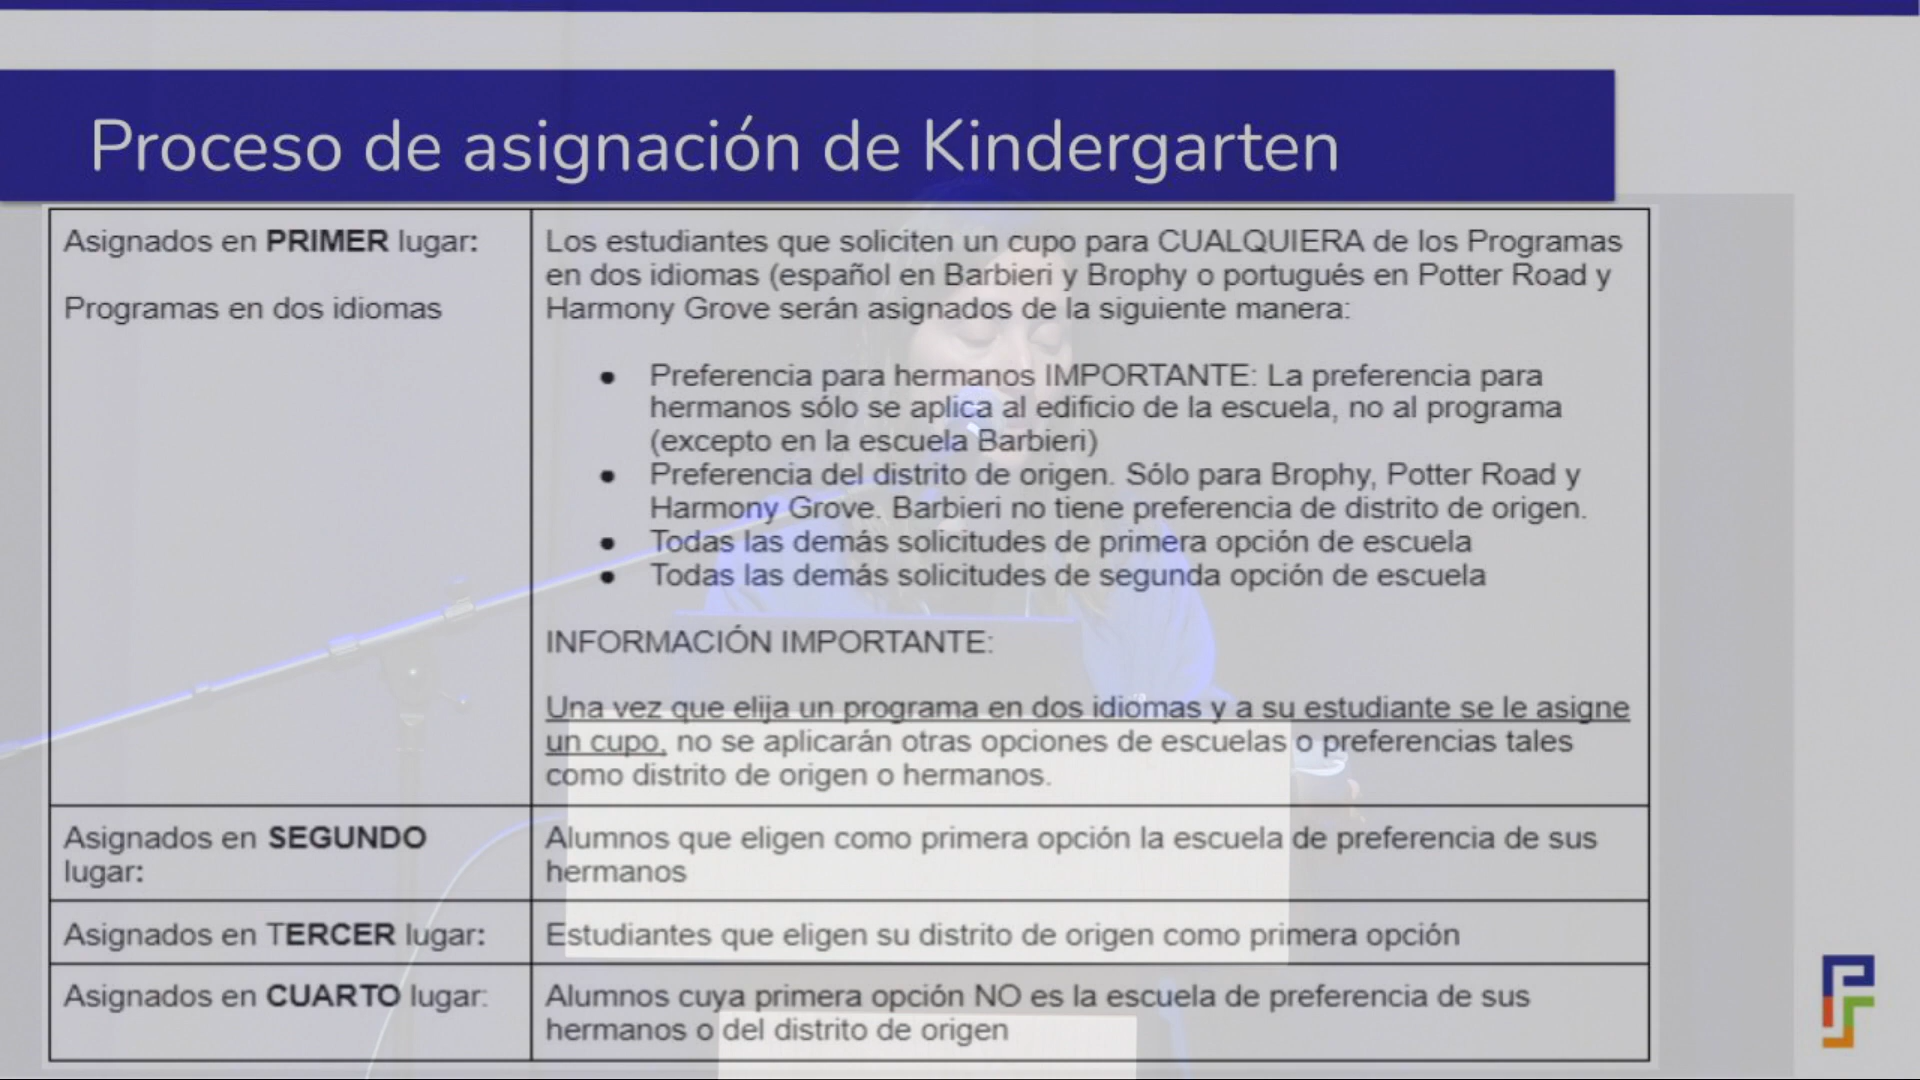 Proceso de asignación de Kindergarten
Asignados en PRIMER lugar:
Programas en dos idiomas
Los estudiantes que soliciten un cupo para CUALQUIERA de los Programas
en dos idiomas (español en Barbieri y Brophy o portugués en Potter Road y
Harmony Grove serán asignados de la siguiente manera:
● Preferencia para hermanos IMPORTANTE: La preferencia para
hermanos sólo se aplica al edificio de la escuela, no al programa
(excepto en la escuela Barbieri)
● Preferencia del distrito de origen. Sólo para Brophy, Potter Road y
Harmony Grove. Barbieri no tiene preferencia de distrito de origen.
● Todas las demás solicitudes de primera opción de escuela
● Todas las demás solicitudes de segunda opción de escuela
INFORMACIÓN IMPORTANTE:
Una vez que elija un programa en dos idiomas y a su estudiante se le asigne
un cupo, no se aplicarán otras opciones de escuelas o preferencias tales
como distrito de origen o hermanos.
Asignados en SEGUNDO
lugar:
Alumnos que eligen como primera opción la escuela de preferencia de sus
hermanos
Asignados en TERCER lugar:
Estudiantes que eligen su distrito de origen como primera opción
Asignados en CUARTO lugar:
Alumnos cuya primera opción NO es la escuela de preferencia de sus
hermanos o del distrito de origen